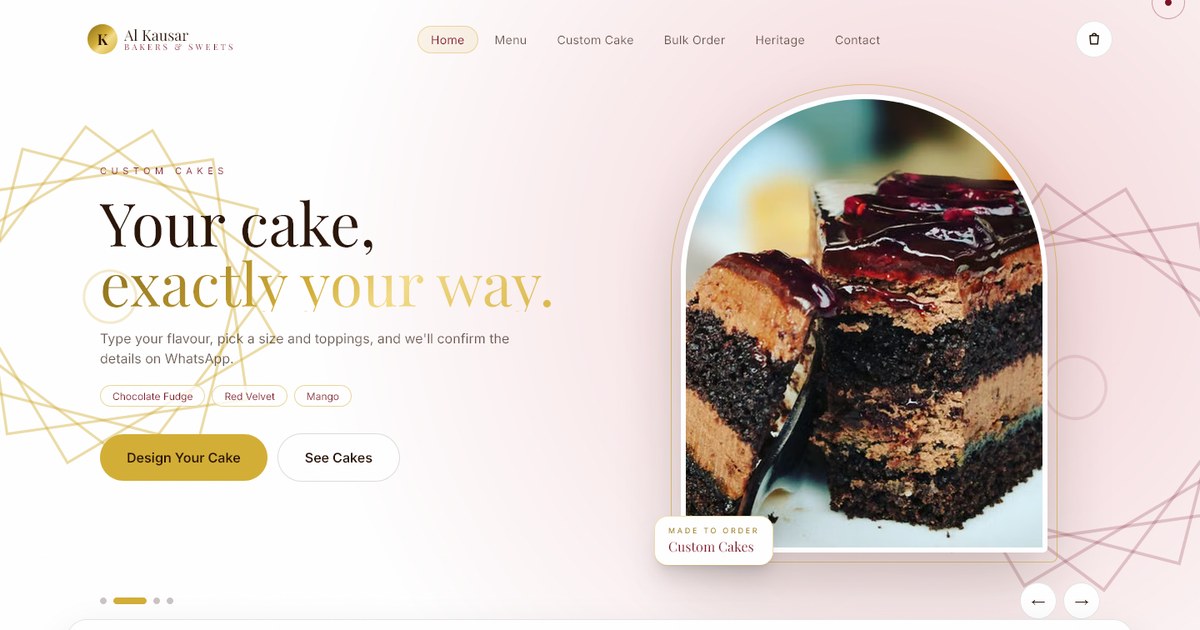 K
Al Kausar
BAKERS & SWEETS
Home
Menu
Custom Cake
Bulk Order
Heritage
Contact
CUSTOM CAKES
Your cake,
exactly your way.
Type your flavour, pick a size and toppings, and we'll confirm the
details on WhatsApp.
Chocolate Fudge
Red Velvet
Mango
Design Your Cake
See Cakes
MADE TO ORDER
Custom Cakes
← →